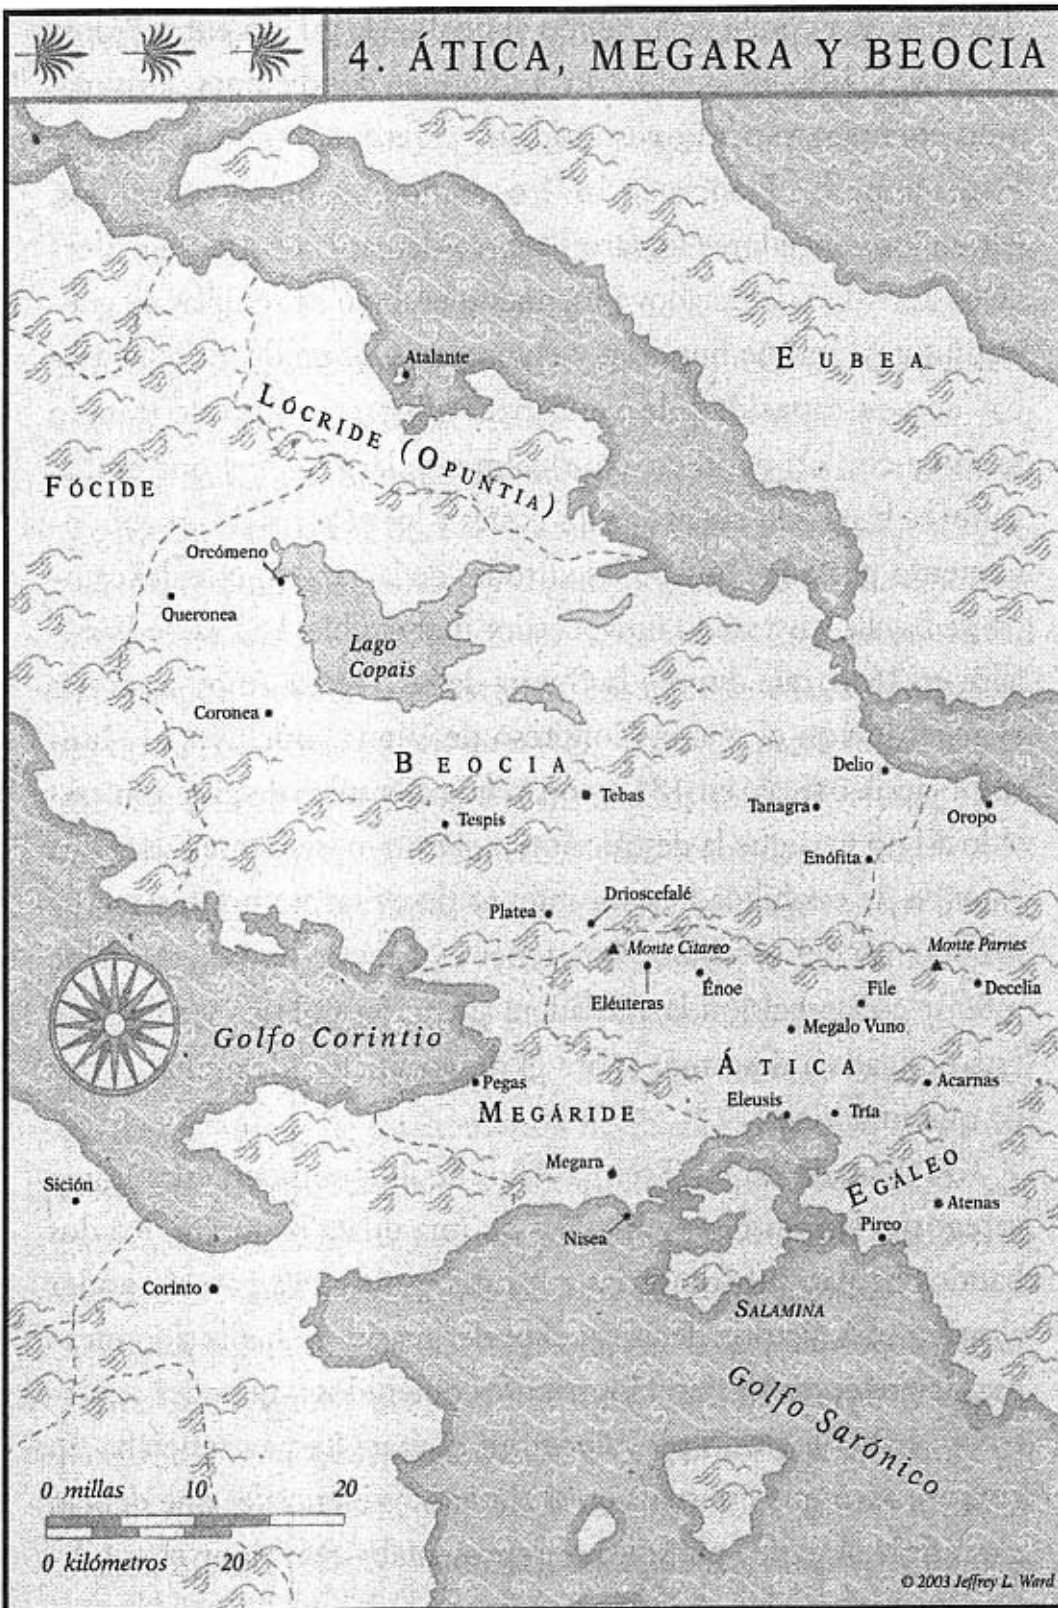 4. ÁTICA, MEGARA Y BEOCIA
EUBEA
Atalante
LÓCRIDE (OPUNTIA)
FÓCIDE
Orcómeno
Queronea
Lago
Copais
Coronea
BEOCIA
Delio
Tebas
Tanagra
Oropo
Tespis
Enófita
Drioscefalé
Platea
Monte Citareo
Monte Parnes
Eléuteras
Énoe
File
Decelia
Megalo Vuno
Golfo Corintio
ÁTICA
Pegas
Acarnas
MEGÁRIDE
Eleusis
Tría
Megara
EGÁLEO
Sición
Atenas
Nisea
Pireo
Corinto
SALAMINA
Golfo Sarónico
0 millas 10 20
0 kilómetros 20
© 2003 Jeffrey L. Ward